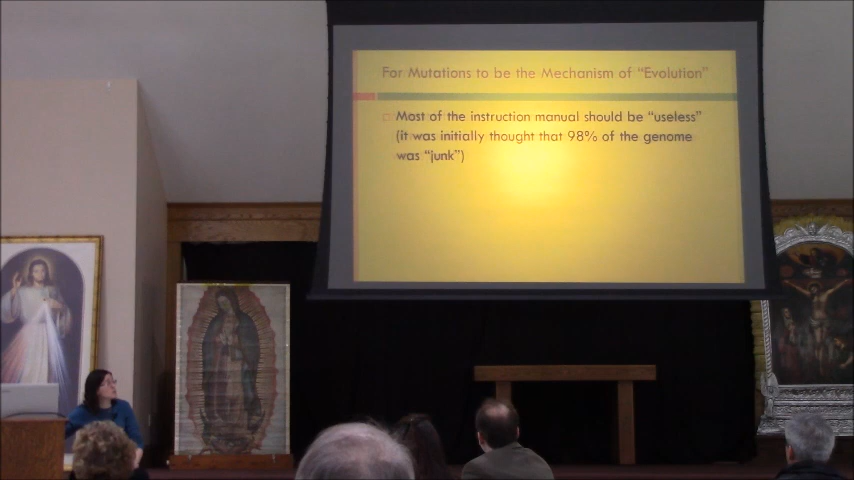 For Mutations to be the Mechanism of "Evolution"
Most of the instruction manual should be "useless"
(it was initially thought that 98% of the genome
was "junk")